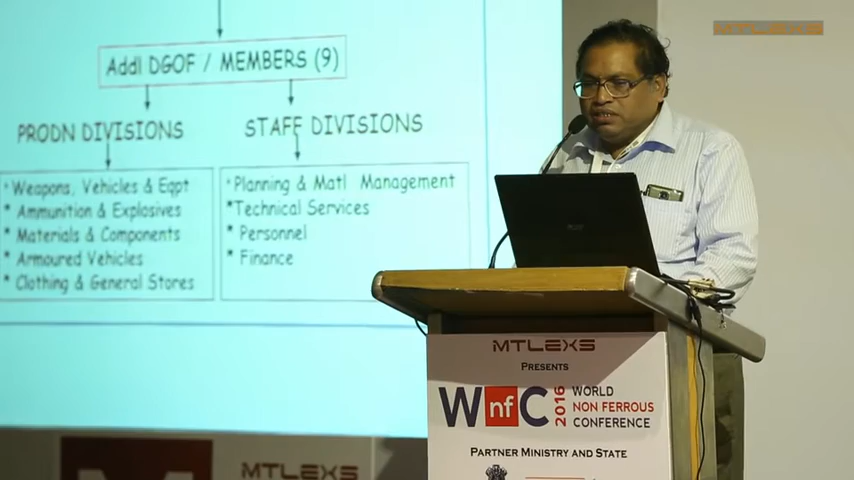 MTLEXS
Addl DGOF / MEMBERS (9)
PRODN DIVISIONS
* Weapons, Vehicles & Eqpt
* Ammunition & Explosives
* Materials & Components
* Armoured Vehicles
* Clothing & General Stores
STAFF DIVISIONS
* Planning & Matl Management
*Technical Services
* Personnel
* Finance
acer
MTLEXS
PRESENTS
WnfC 2016 WORLD
NON FERROUS
CONFERENCE
PARTNER MINISTRY AND STATE
MTLEXS